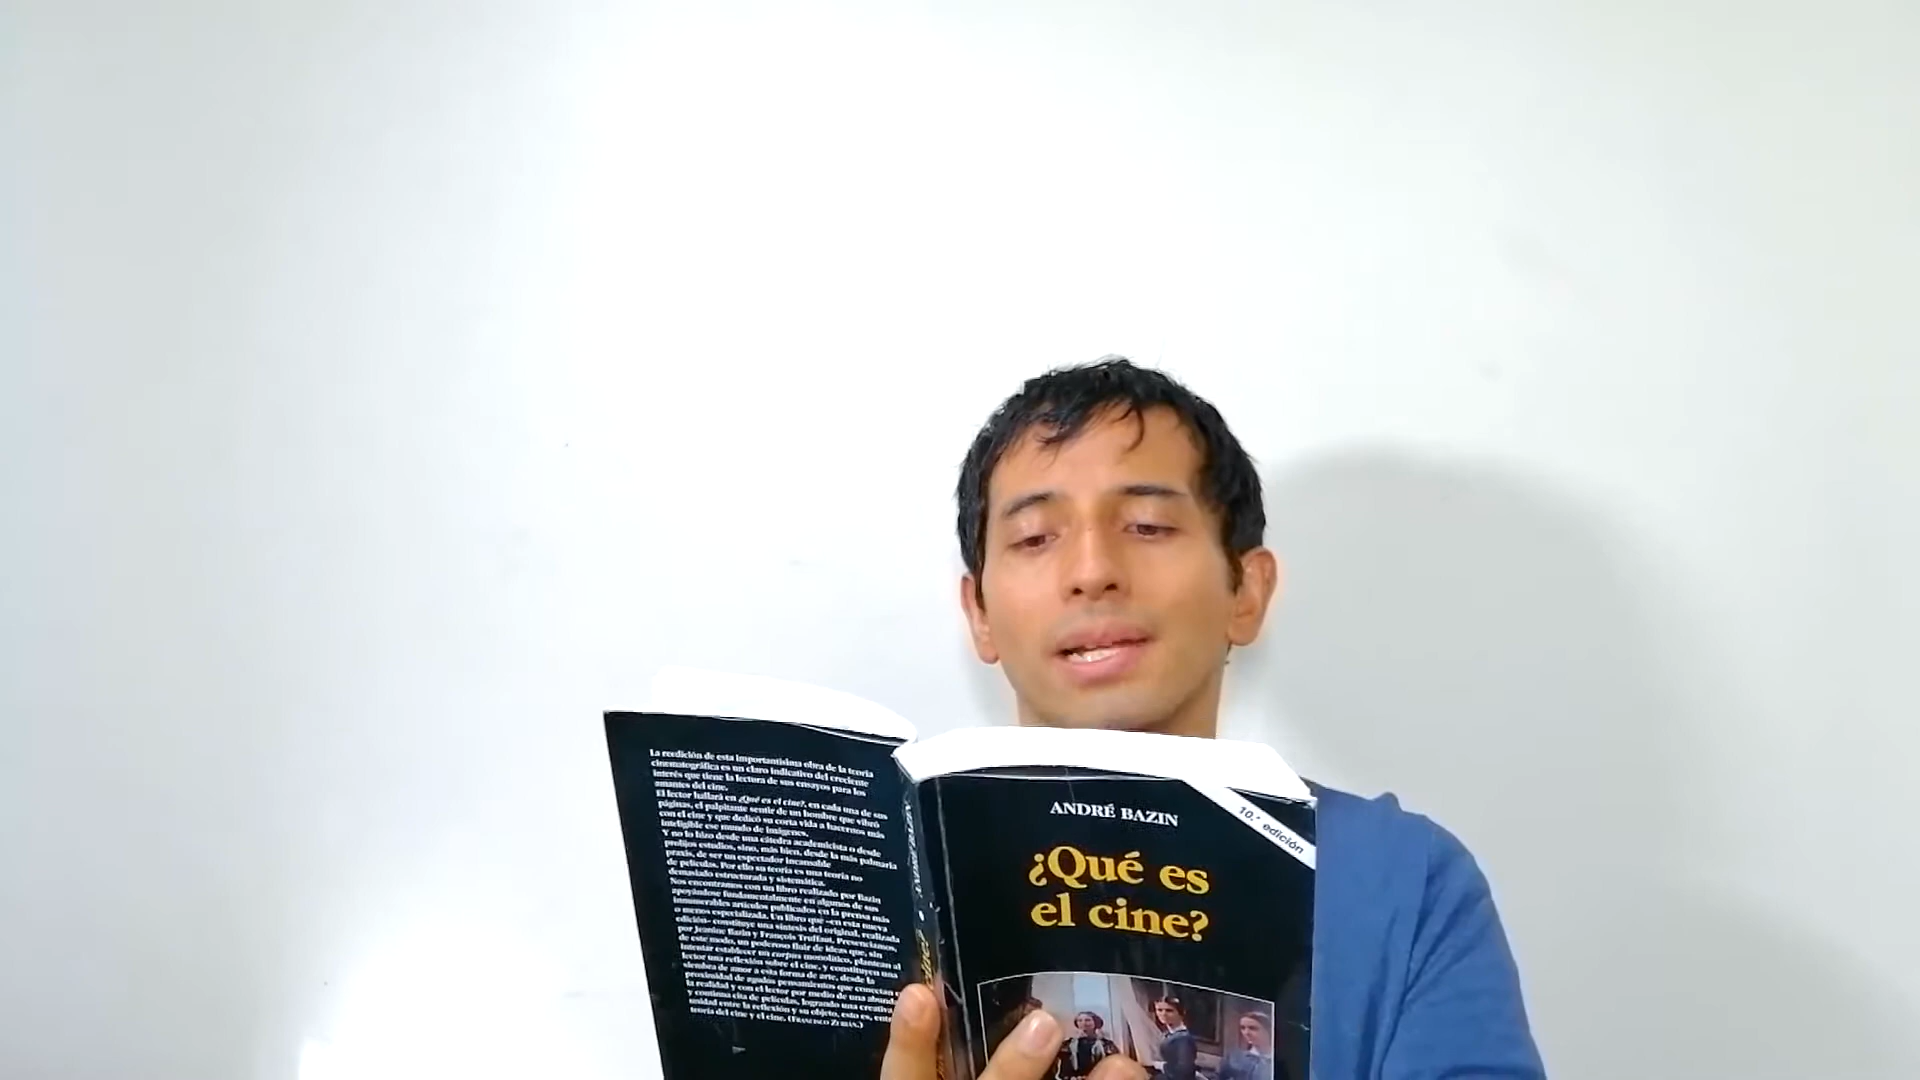 La reedición de esta importantísima obra de la teoría
cinematográfica es un claro indicativo del creciente
interés que tiene la lectura de sus ensayos para los
amantes del cine.
El lector hallará en ¿Qué es el cine?, en cada una de sus
páginas, el palpitante sentir de un hombre que vibró
con el cine y que dedicó su corta vida a hacernos más
inteligible ese mundo de imágenes.
Y no lo hizo desde una cátedra academicista o desde
prolijos estudios, sino, más bien, desde la más palmaria
praxis, de ser un espectador incansable
de películas. Por ello su teoría es una teoría no
demasiado estructurada y sistemática.
Nos encontramos con un libro realizado por Bazin
apoyándose fundamentalmente en algunos de sus
innumerables artículos publicados en la prensa más
o menos especializada. Un libro que -en esta nueva
edición- constituye una síntesis del original, realizada
por Jeanine Bazin y François Truffaut. Presenciamos,
de este modo, un poderoso fluir de ideas que, sin
intentar establecer un corpus monolítico, plantean al
lector una reflexión sobre el cine, y constituyen una
siembra de amor a esta forma de arte, desde la
proximidad de agudos pensamientos que conectan
la realidad y con el lector por medio de una
y continua cita de películas, logrando una creativa
unidad entre la reflexión y su objeto, esto es,
teoría del cine y el cine. (FRANCISCO ZURIÁN.)
ANDRÉ BAZIN
ANDRÉ BAZIN
10.ª edición
¿Qué es
el cine?